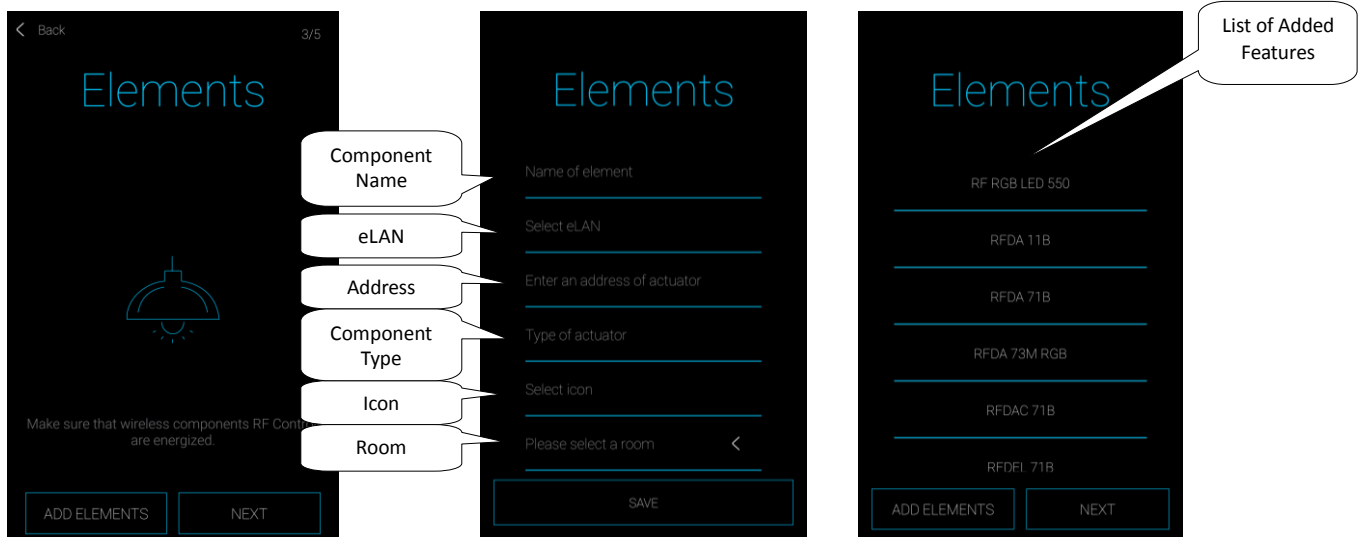 Back
3/5
Elements
Make sure that wireless components RF Contr
are energized.
ADD ELEMENTS
NEXT
Component
Name
eLAN
Address
Component
Type
Icon
Room
Elements
Name of element
Select eLAN
Enter an address of actuator
Type of actuator
Select icon
Please select a room
SAVE
Elements
RF RGB LED 550
RFDA 11B
RFDA 71B
RFDA 73M RGB
RFDAC 71B
RFDEL 71B
ADD ELEMENTS
NEXT
List of Added
Features